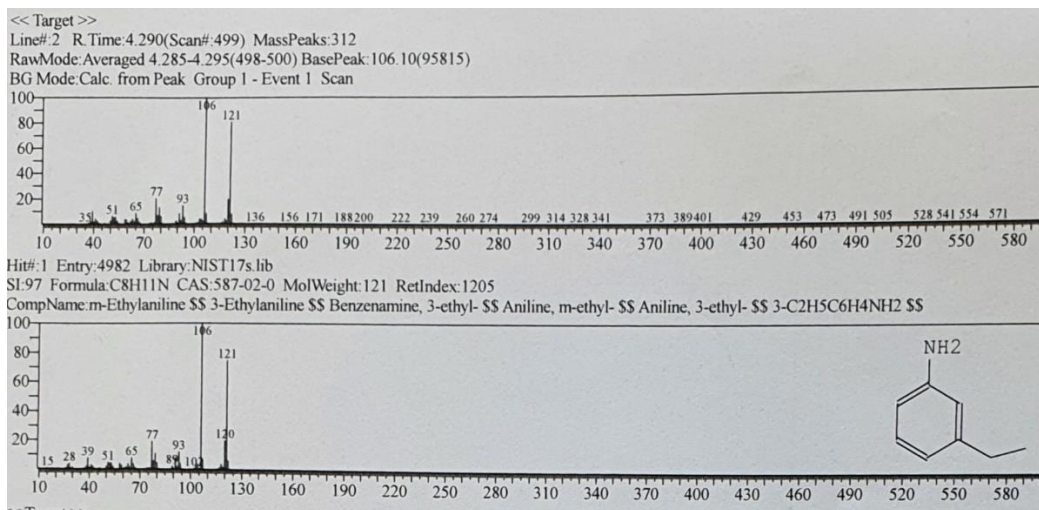 << Target >>
Line#:2 R.Time:4.290(Scan#:499) MassPeaks:312
RawMode:Averaged 4.285-4.295(498-500) BasePeak:106.10(95815)
BG Mode:Calc. from Peak Group 1 - Event 1 Scan
100
106
121
80
60
40
20
35 51 65 77 93 136 156 171 188 200 222 239 260 274 299 314 328 341 373 389 401 429 453 473 491 505 528 541 554 571
10 40 70 100 130 160 190 220 250 280 310 340 370 400 430 460 490 520 550 580
Hit#:1 Entry:4982 Library:NIST17s.lib
SI:97 Formula:C8H11N CAS:587-02-0 MolWeight:121 RetIndex:1205
CompName:m-Ethylaniline $$ 3-Ethylaniline $$ Benzenamine, 3-ethyl- $$ Aniline, m-ethyl- $$ Aniline, 3-ethyl- $$ 3-C2H5C6H4NH2 $$
100
106
NH2
80
121
60
40
20
15 28 39 51 65 77 93 120
10 40 70 100 130 160 190 220 250 280 310 340 370 400 430 460 490 520 550 580